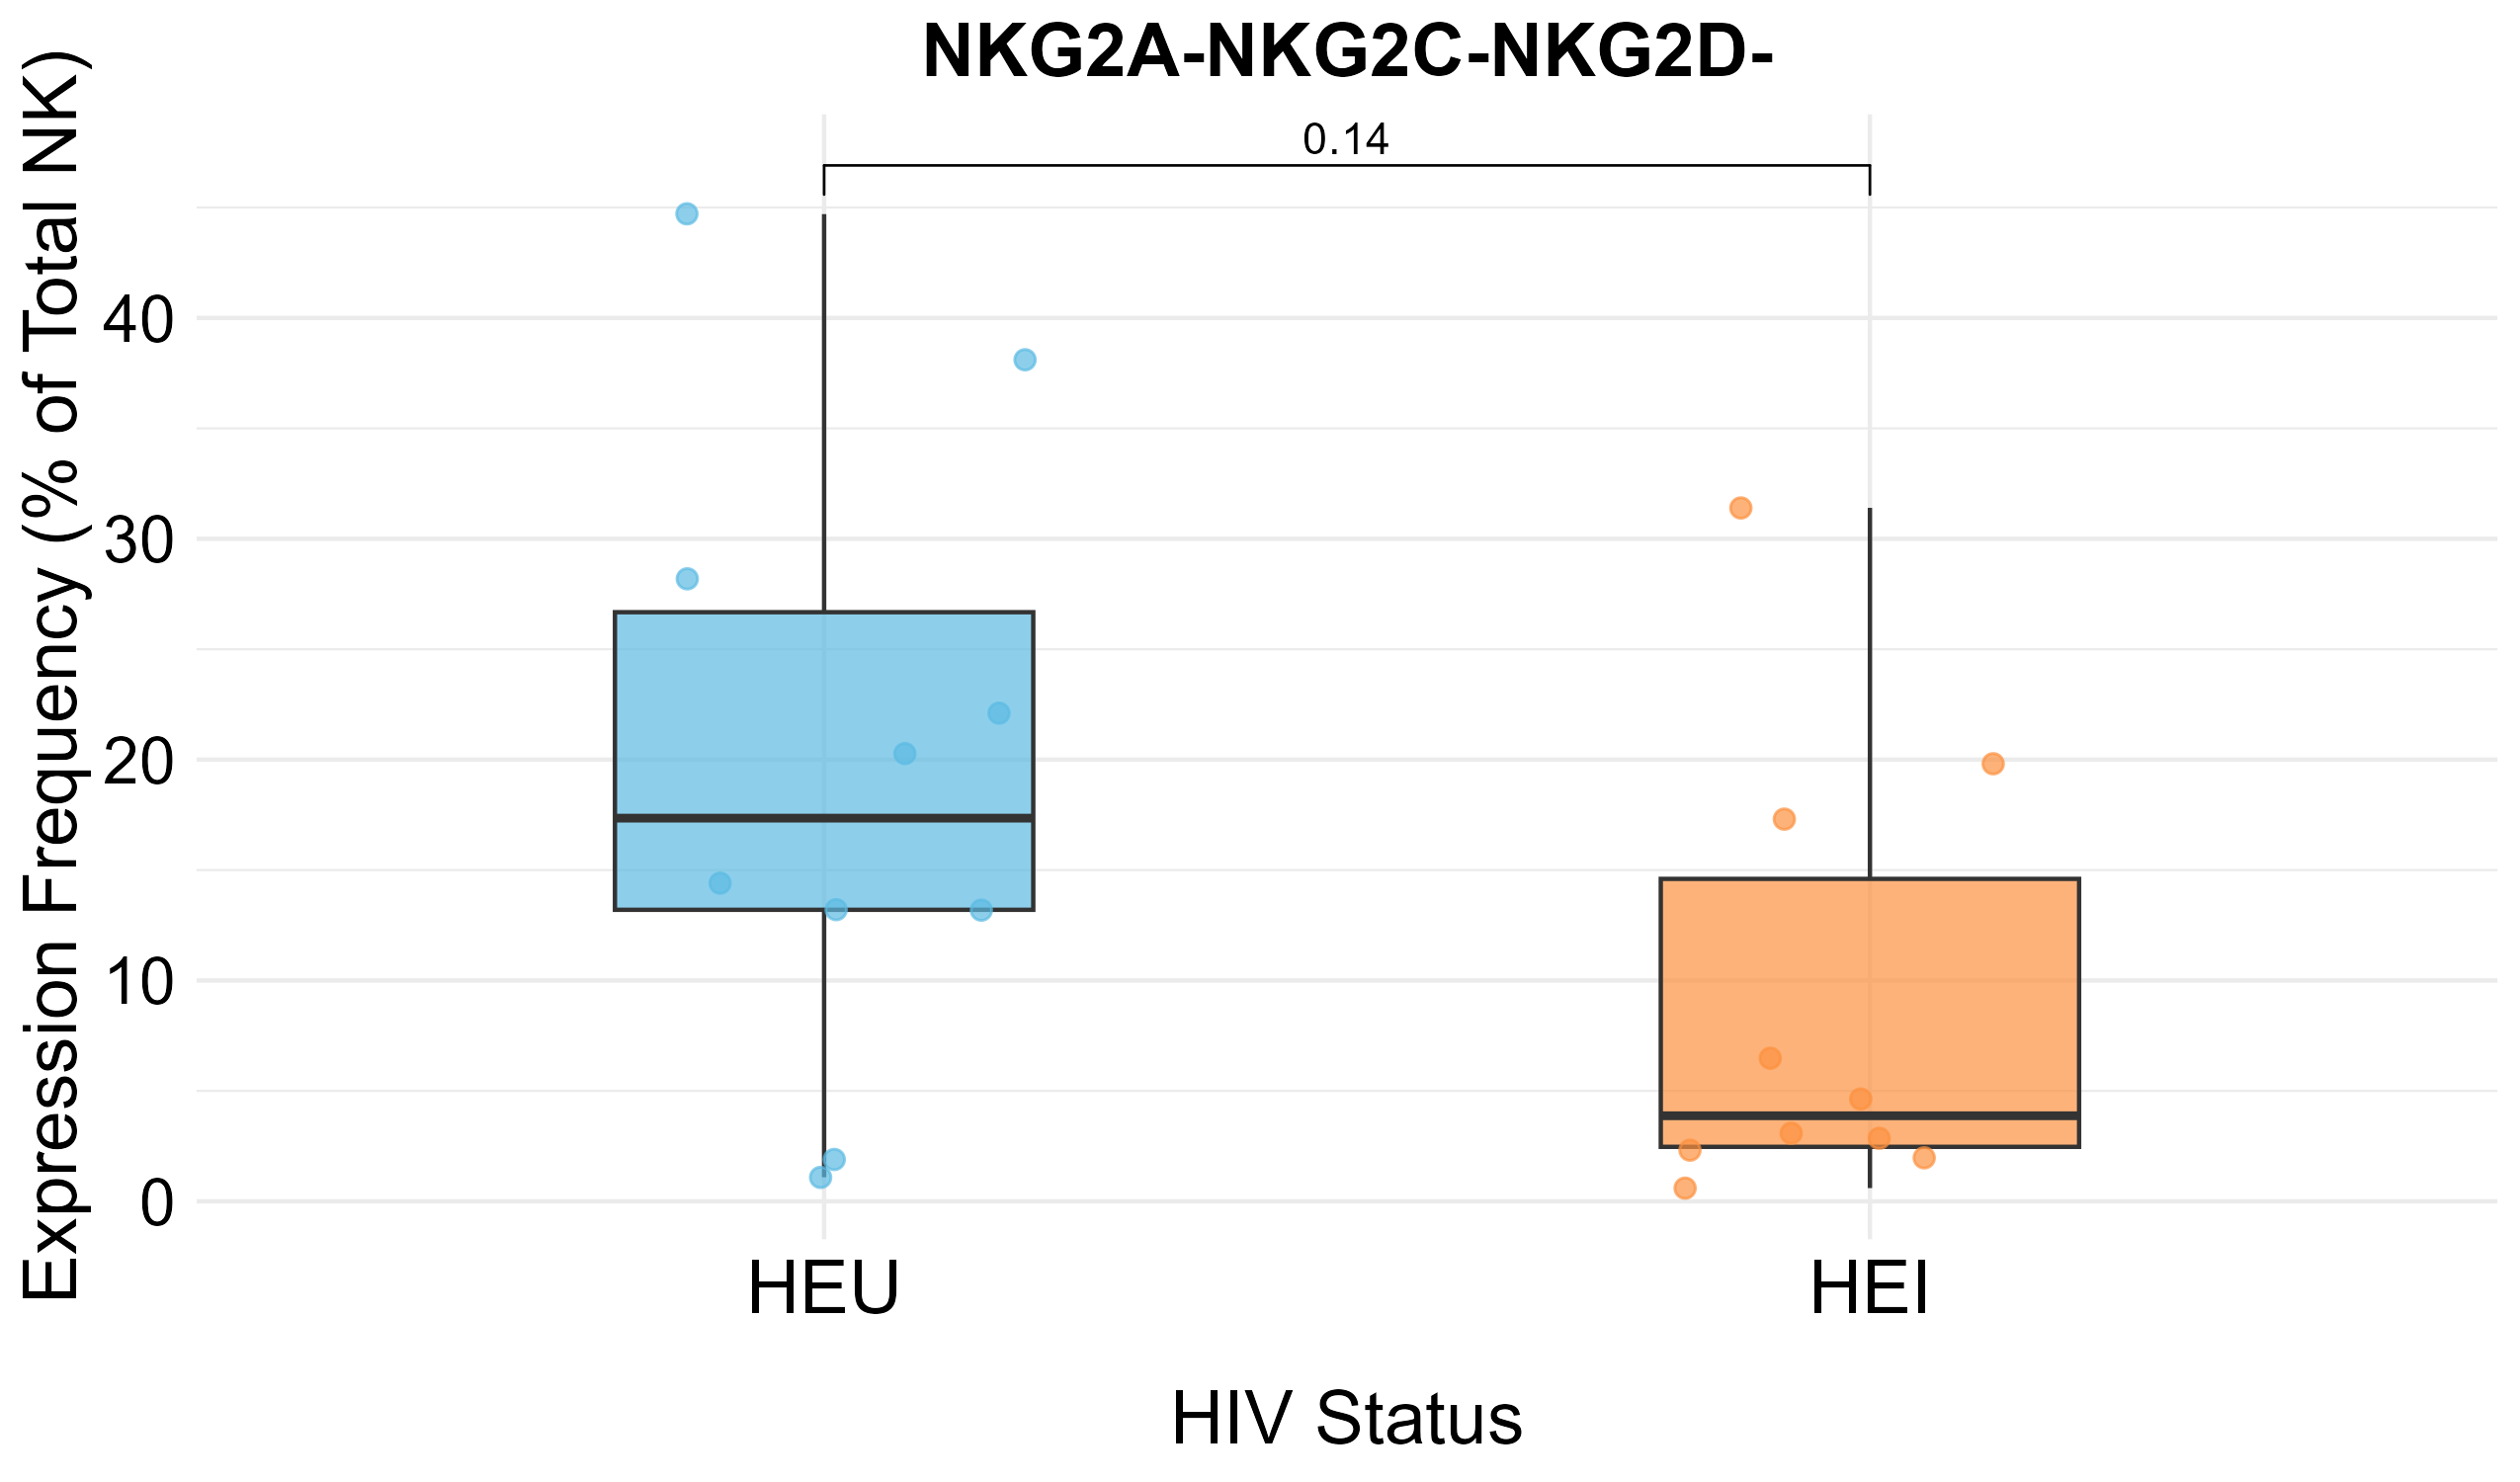 NKG2A-NKG2C-NKG2D-
Expression Frequency (% of Total NK)
0.14
40
30
20
10
0
HEU
HEI
HIV Status